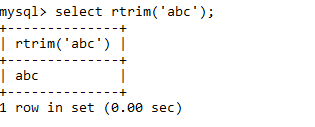 mysql> select rtrim('abc');
+--------------+
| rtrim('abc') |
+--------------+
| abc          |
+--------------+
1 row in set (0.00 sec)